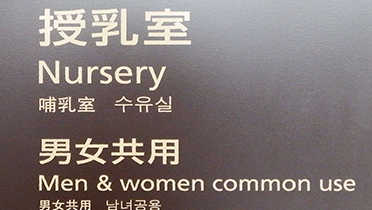 授乳室
Nursery
哺乳室 수유실
男女共用
Men & women common use
男女共用 남녀공용